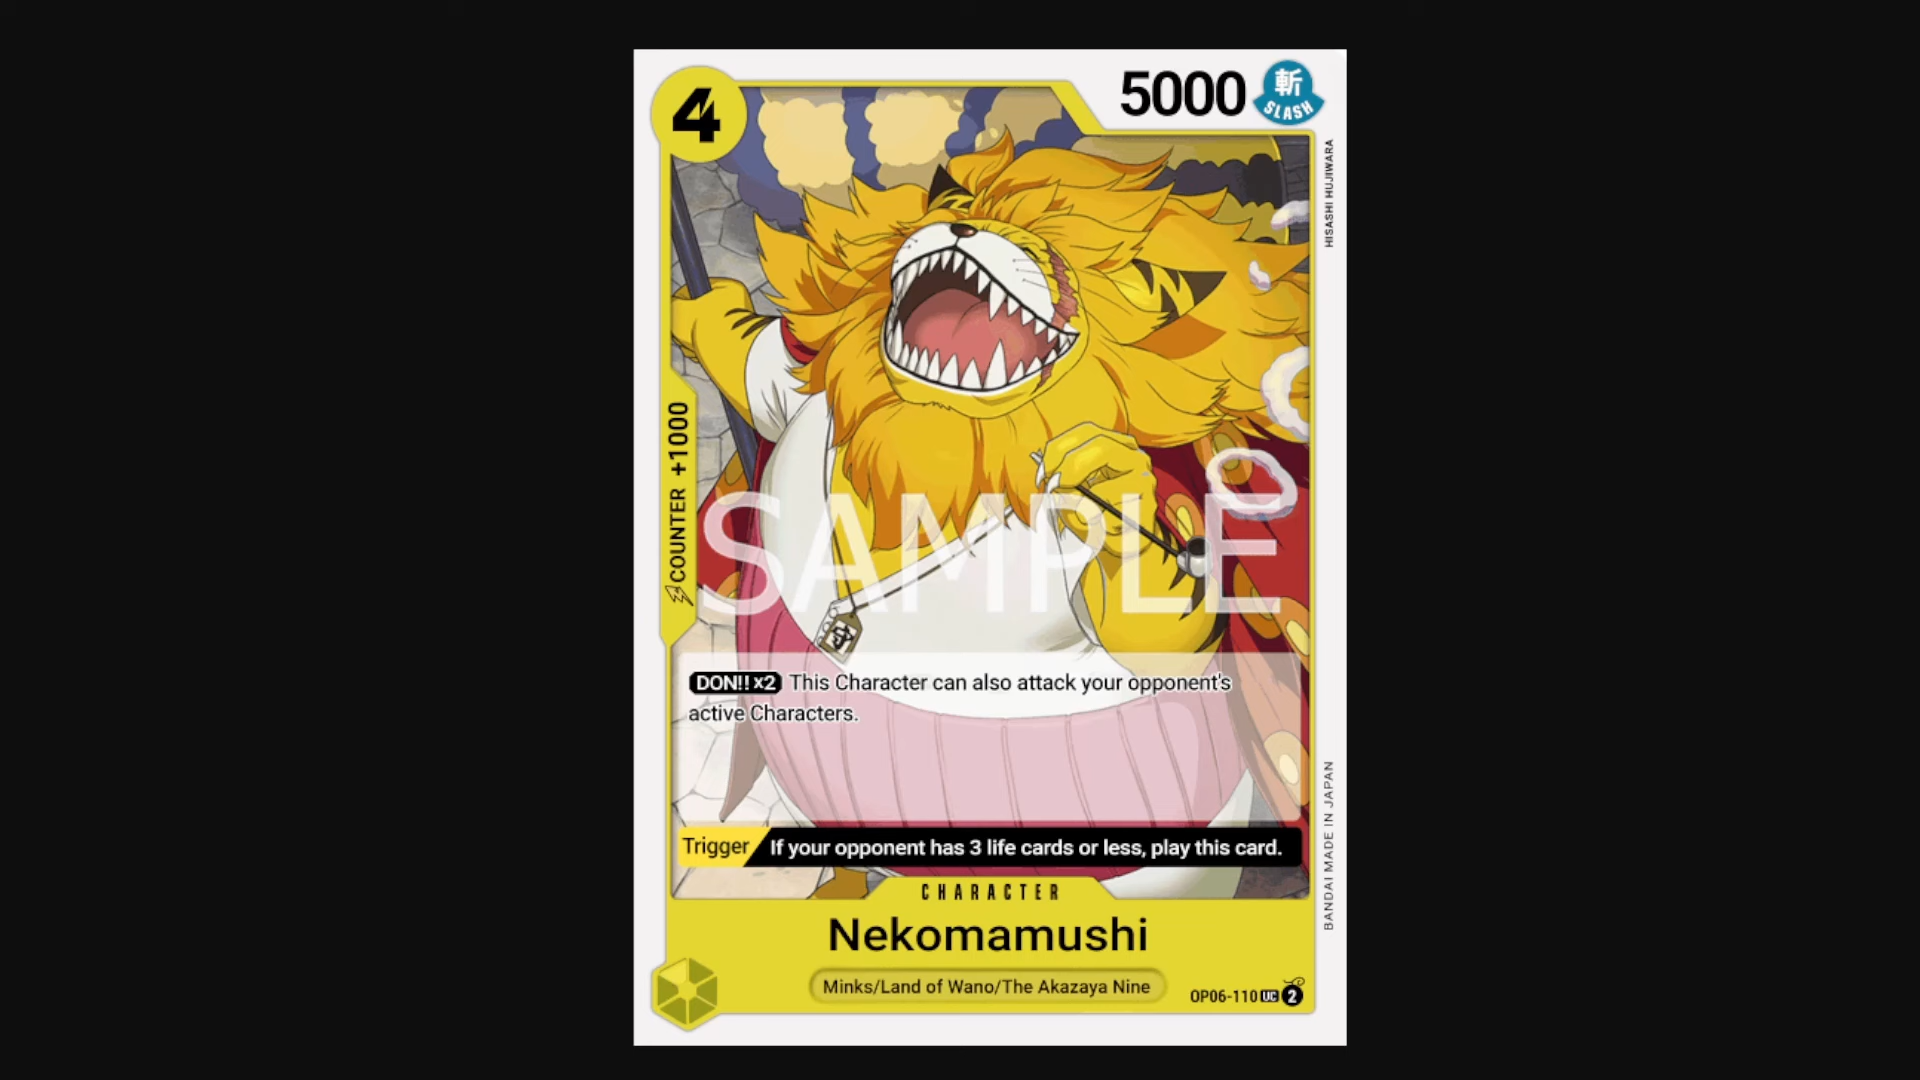 4
5000
斬
SLASH
HISASHI HUJIWARA
COUNTER +1000
SAMPLE
守
DON!! x2 This Character can also attack your opponent's
active Characters.
Trigger If your opponent has 3 life cards or less, play this card.
CHARACTER
Nekomamushi
Minks/Land of Wano/The Akazaya Nine
OP06-110 UC 2
BANDAI MADE IN JAPAN